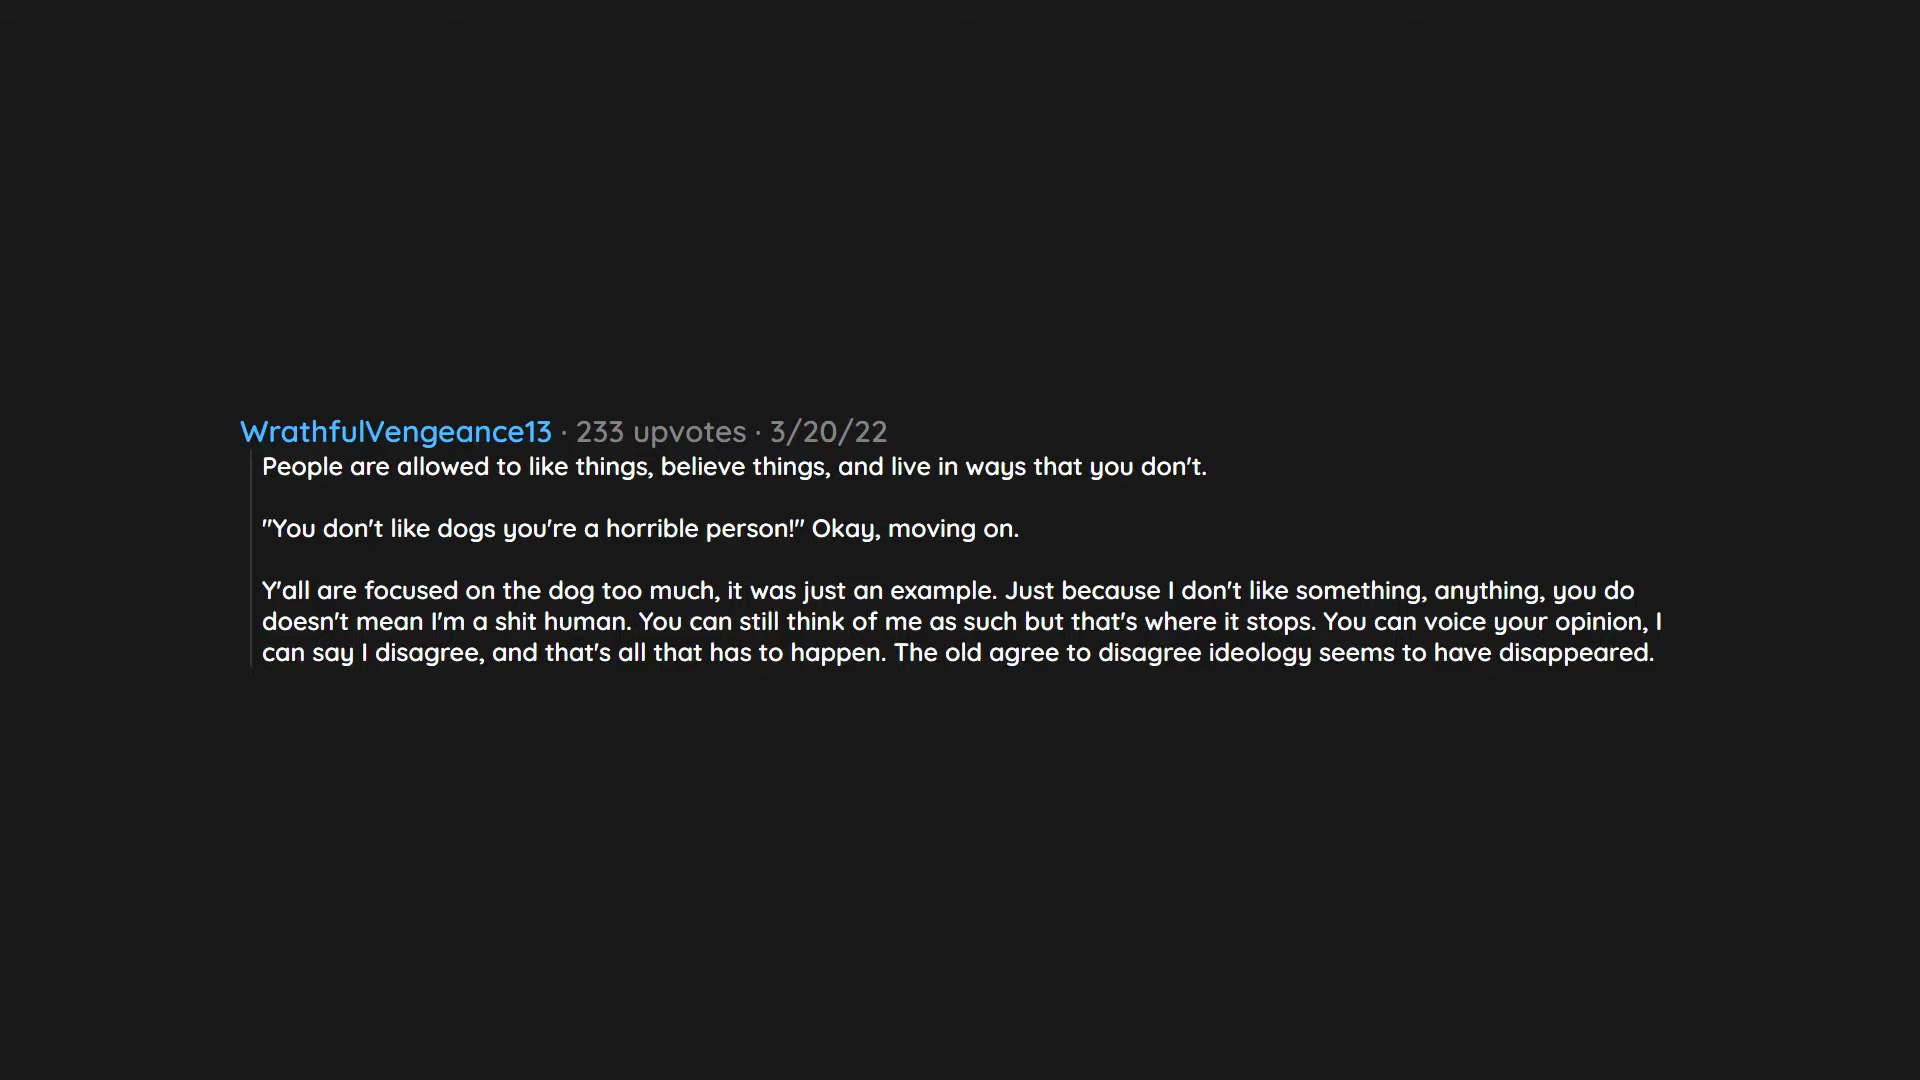 WrathfulVengeance13 · 233 upvotes · 3/20/22
People are allowed to like things, believe things, and live in ways that you don't.
"You don't like dogs you're a horrible person!" Okay, moving on.
Y'all are focused on the dog too much, it was just an example. Just because I don't like something, anything, you do
doesn't mean I'm a shit human. You can still think of me as such but that's where it stops. You can voice your opinion, I
can say I disagree, and that's all that has to happen. The old agree to disagree ideology seems to have disappeared.